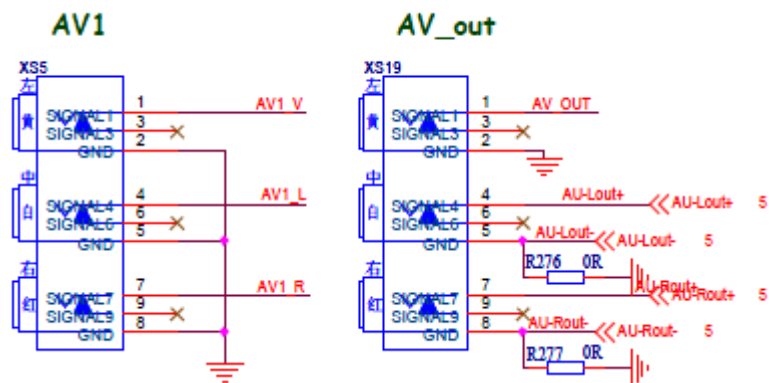 AV1
AV_out
XS5
左
黄
SIGNAL1
SIGNAL3
GND
1
3
2
AV1_V
中
白
SIGNAL4
SIGNAL6
GND
4
6
5
AV1_L
右
红
SIGNAL7
SIGNAL9
GND
7
9
8
AV1_R
XS19
左
黄
SIGNAL1
SIGNAL3
GND
1
3
2
AV_OUT
中
白
SIGNAL4
SIGNAL6
GND
4
6
5
AU-Lout+
AU-Lout+ 5
AU-Lout-
AU-Lout- 5
R276 0R
右
红
SIGNAL7
SIGNAL9
GND
7
9
8
AU-Rout+
AU-Rout+ 5
AU-Rout-
AU-Rout- 5
R277 0R